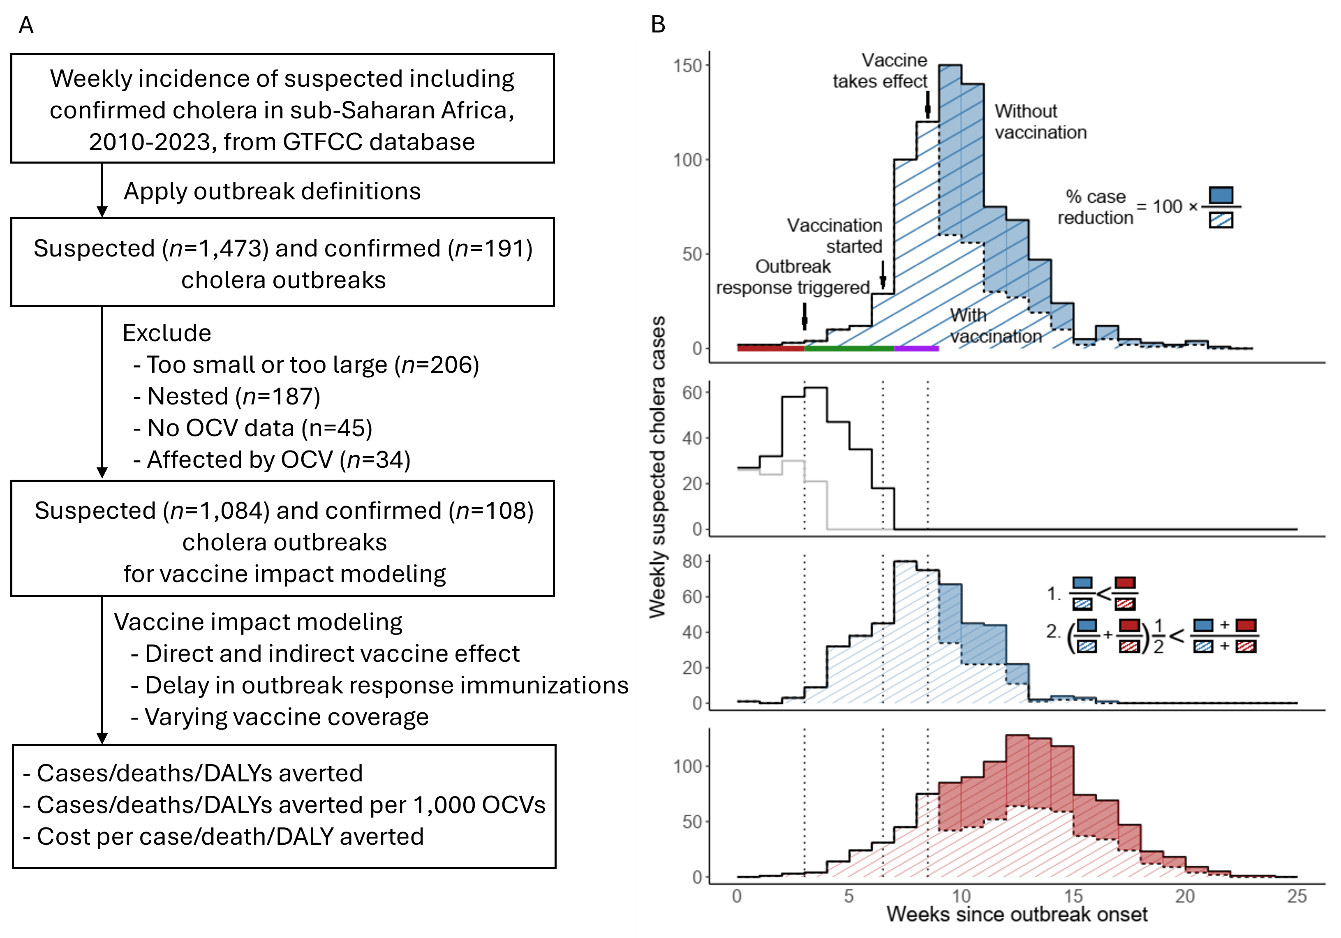 A
Weekly incidence of suspected including
confirmed cholera in sub-Saharan Africa,
2010-2023, from GTFCC database
Apply outbreak definitions
Suspected (n=1,473) and confirmed (n=191)
cholera outbreaks
Exclude
- Too small or too large (n=206)
- Nested (n=187)
- No OCV data (n=45)
- Affected by OCV (n=34)
Suspected (n=1,084) and confirmed (n=108)
cholera outbreaks
for vaccine impact modeling
Vaccine impact modeling
- Direct and indirect vaccine effect
- Delay in outbreak response immunizations
- Varying vaccine coverage
- Cases/deaths/DALYs averted
- Cases/deaths/DALYs averted per 1,000 OCVs
- Cost per case/death/DALY averted
B
Weekly suspected cholera cases
150
100
50
0
Vaccine
takes effect
Without
vaccination
% case
reduction
= 100 ×
Vaccination
started
Outbreak
response triggered
With
vaccination
60
40
20
0
80
60
40
20
0
1. <
2. ( + ) 1/2 < + +
100
50
0
0 5 10 15 20 25
Weeks since outbreak onset